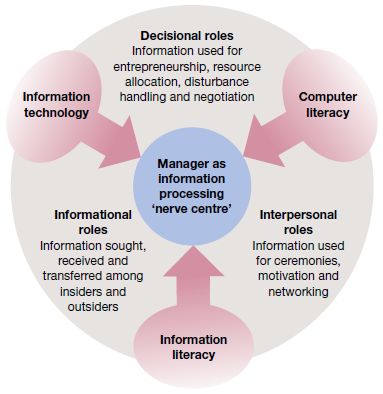 Decisional roles
Information used for
entrepreneurship, resource
allocation, disturbance
handling and negotiation
Information
technology
Computer
literacy
Manager as
information
processing
‘nerve centre’
Informational
roles
Information sought,
received and
transferred among
insiders and
outsiders
Interpersonal
roles
Information used
for ceremonies,
motivation and
networking
Information
literacy